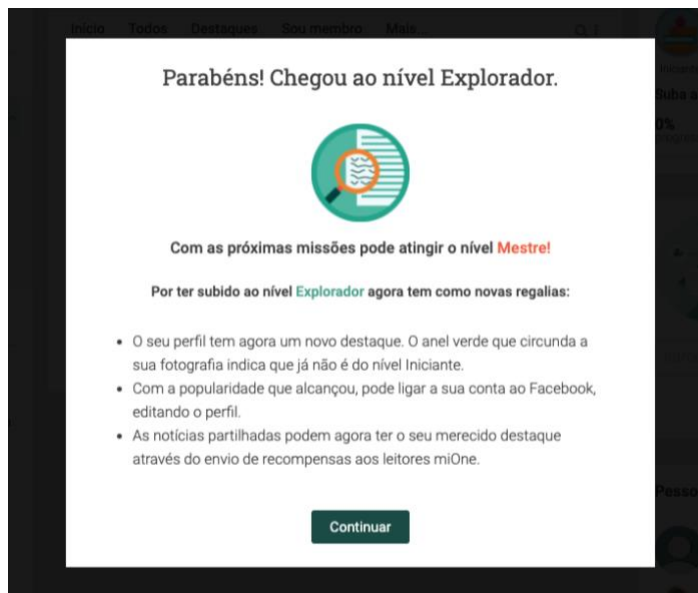 Início Todos Destaques Sou membro Mais...
Iniciante
Suba a
0%
Parabéns! Chegou ao nível Explorador.
Com as próximas missões pode atingir o nível Mestre!
Por ter subido ao nível Explorador agora tem como novas regalias:
• O seu perfil tem agora um novo destaque. O anel verde que circunda a
sua fotografia indica que já não é do nível Iniciante.
• Com a popularidade que alcançou, pode ligar a sua conta ao Facebook,
editando o perfil.
• As notícias partilhadas podem agora ter o seu merecido destaque
através do envio de recompensas aos leitores miOne.
Continuar
Pesso